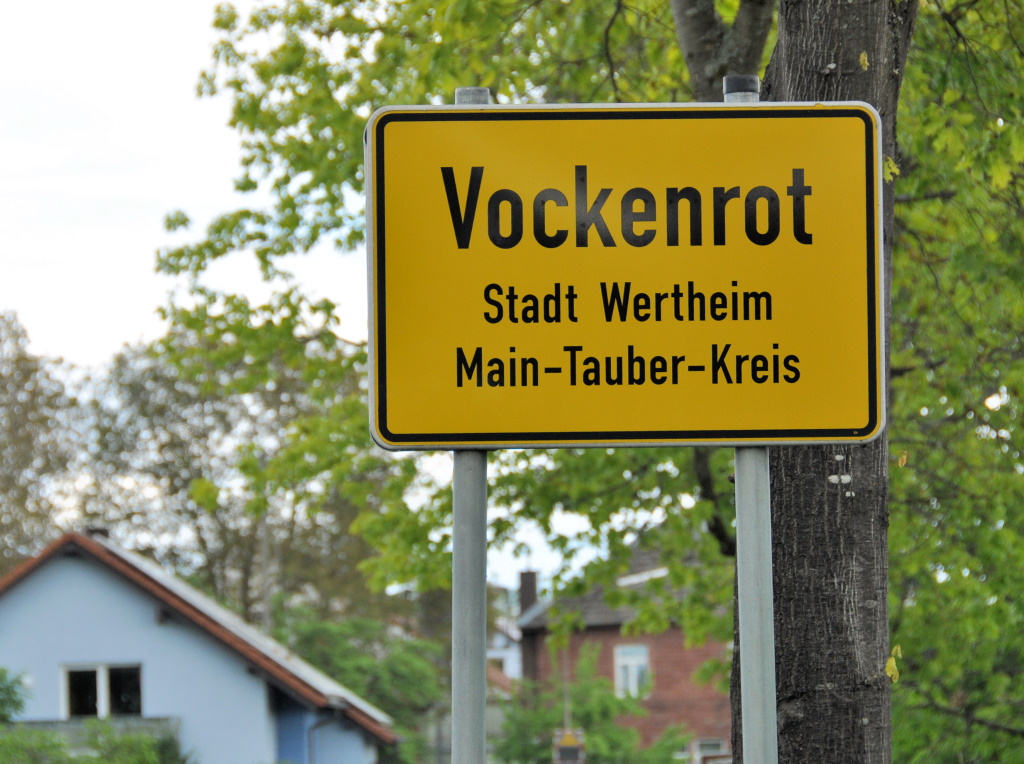 Vockenrot
Stadt Wertheim
Main-Tauber-Kreis